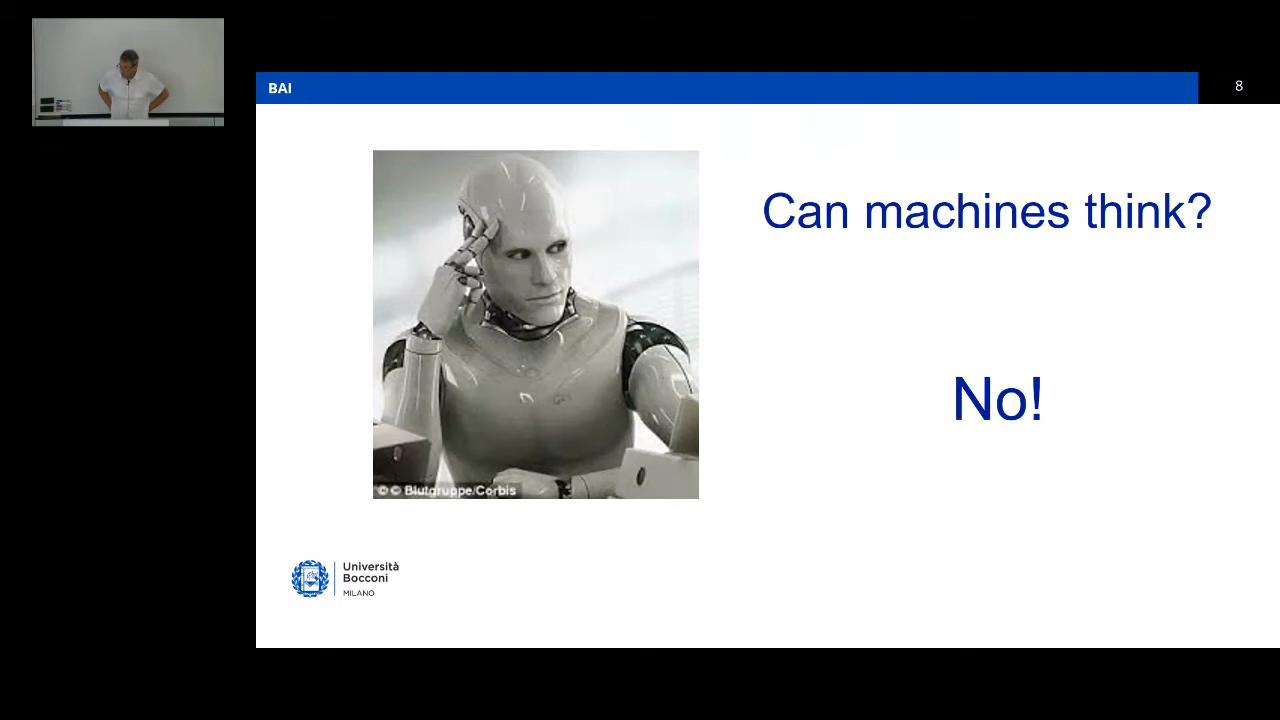 BAI
8
Can machines think?
No!
© © Blutgruppe/Corbis
Università
Bocconi
MILANO